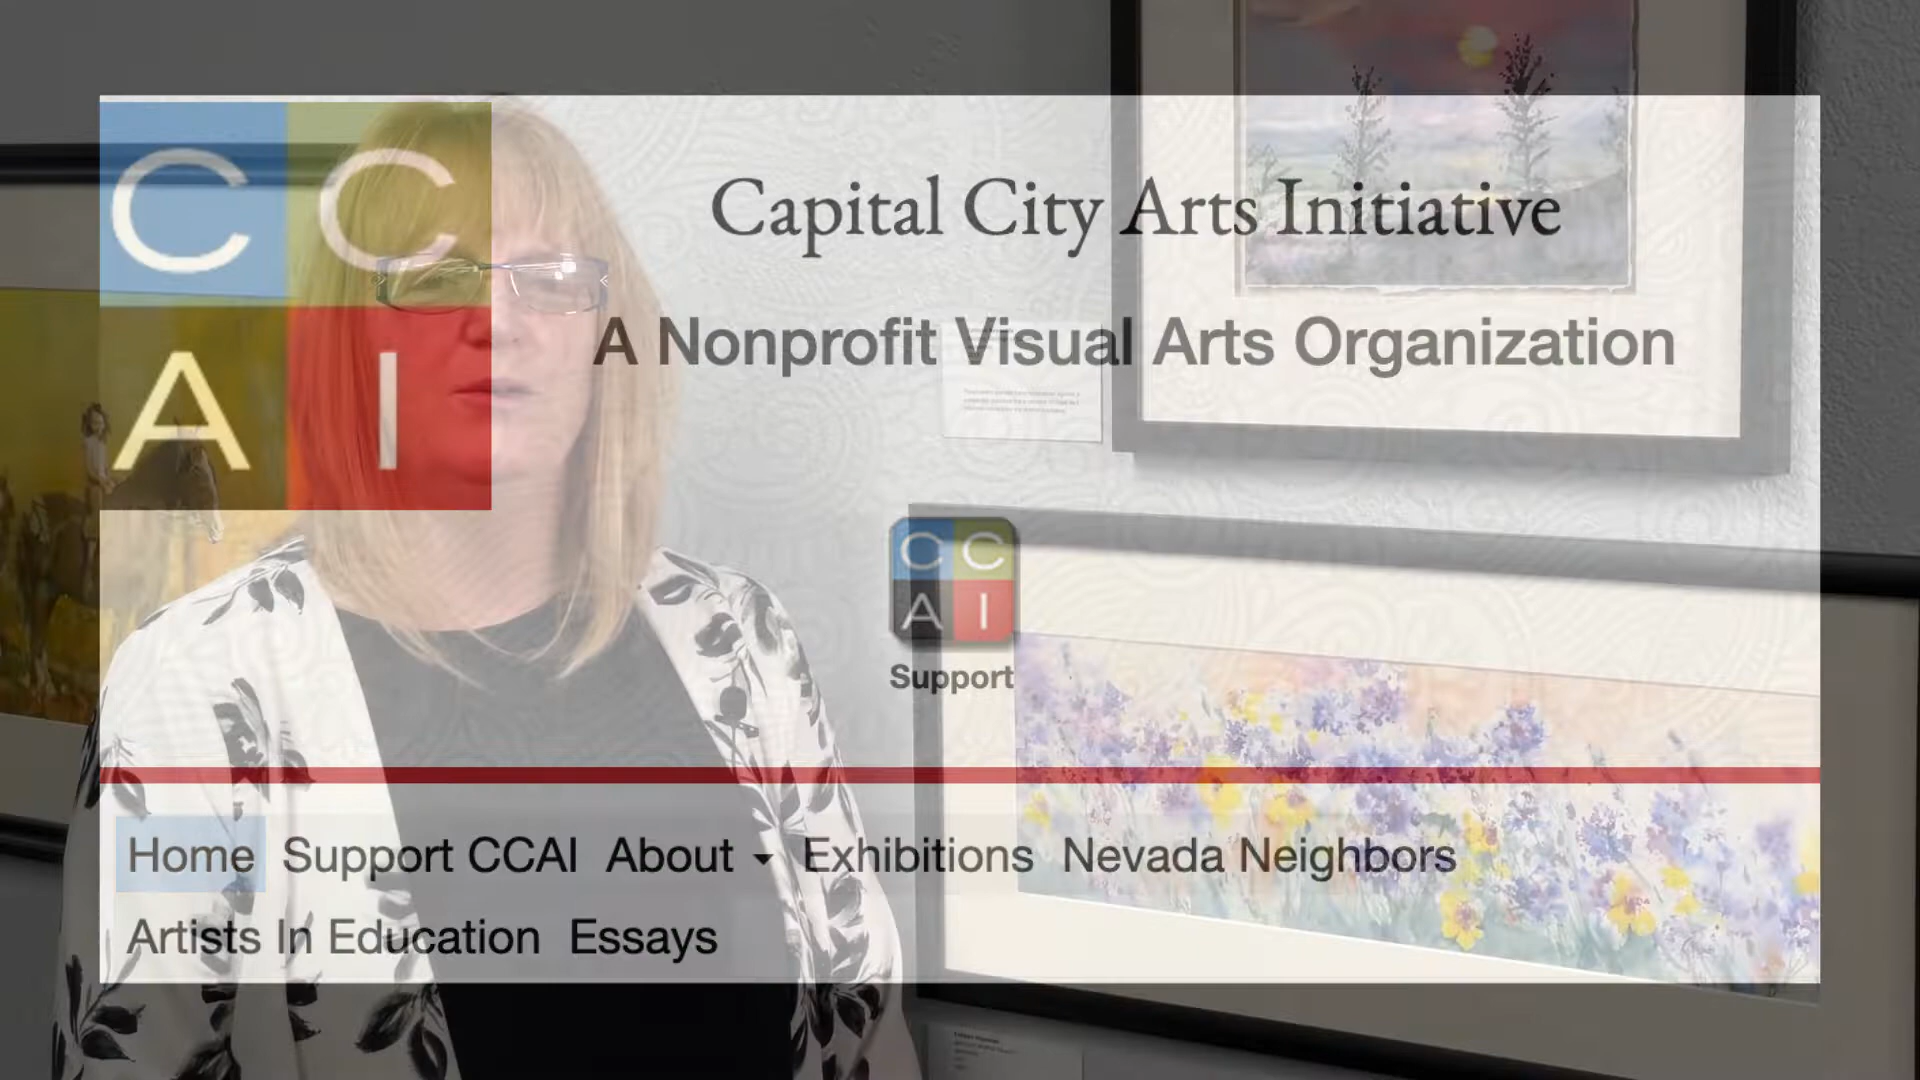 C C
A I
Capital City Arts Initiative
A Nonprofit Visual Arts Organization
C C
A I
Support
Home Support CCAI About Exhibitions Nevada Neighbors
Artists In Education Essays